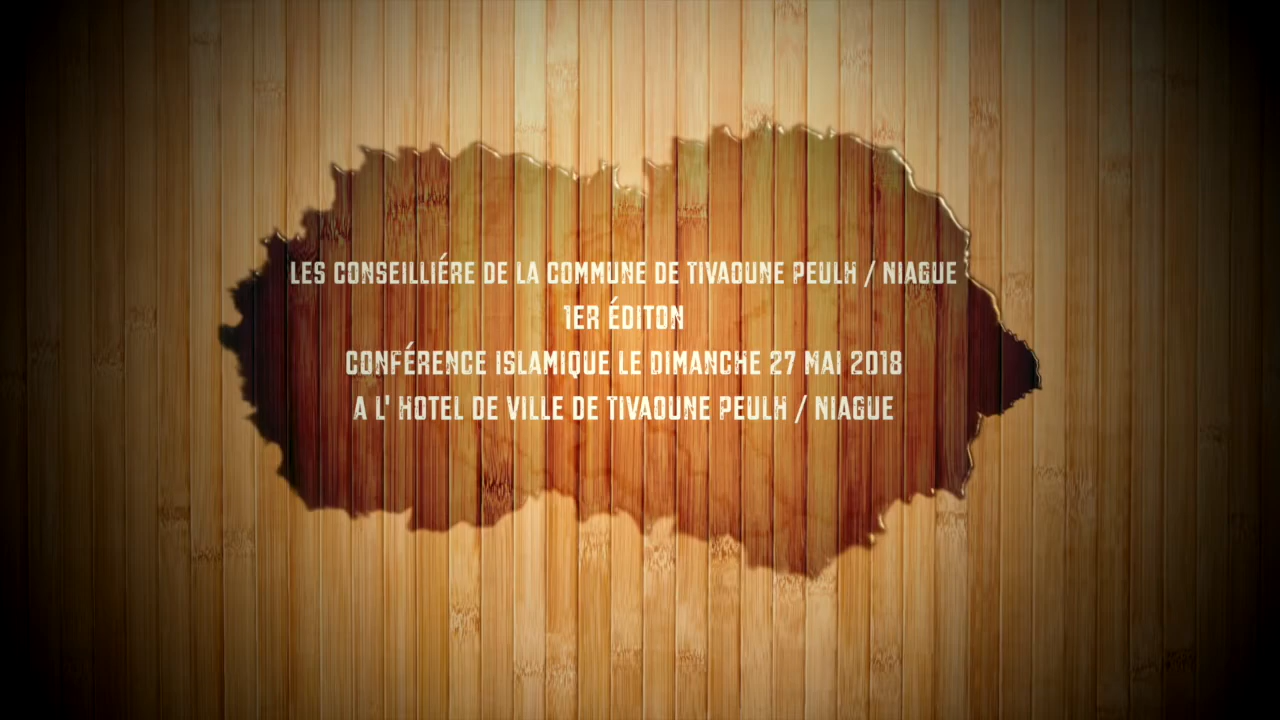 LES CONSEILLIÉRE DE LA COMMUNE DE TIVAOUNE PEULH / NIAGUE
1ER ÉDITON
CONFÉRENCE ISLAMIQUE LE DIMANCHE 27 MAI 2018
A L' HOTEL DE VILLE DE TIVAOUNE PEULH / NIAGUE